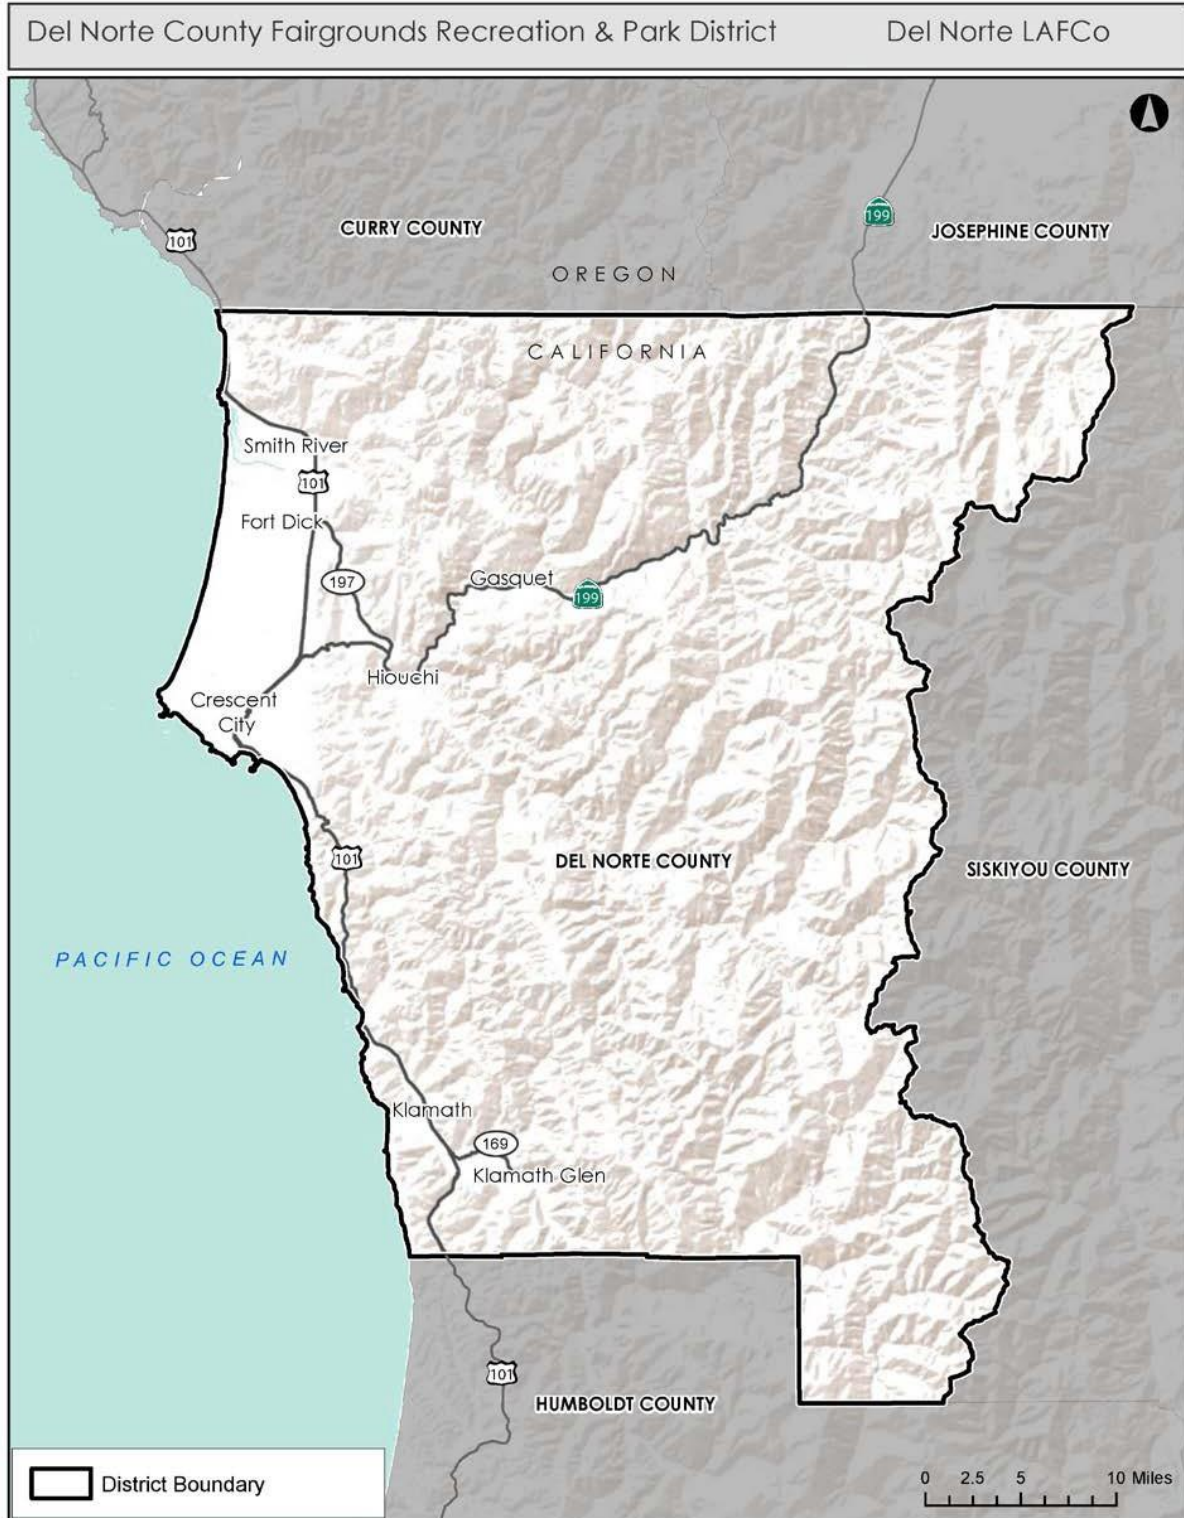 Del Norte County Fairgrounds Recreation & Park District Del Norte LAFCo
199
CURRY COUNTY
JOSEPHINE COUNTY
101
OREGON
CALIFORNIA
Smith River
101
Fort Dick
197
Gasquet
199
Hiouchi
Crescent
City
101
DEL NORTE COUNTY
SISKIYOU COUNTY
PACIFIC OCEAN
Klamath
169
Klamath Glen
101
HUMBOLDT COUNTY
0 2.5 5 10 Miles
District Boundary